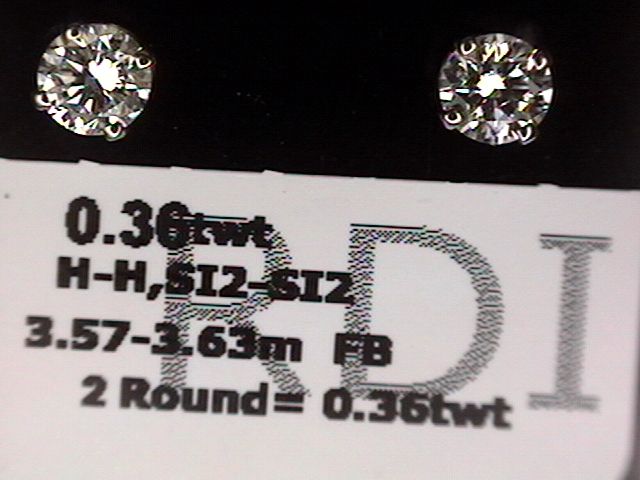 0.36twt
H-H,SI2-SI2
3.57-3.63m FB
2 Round= 0.36twt
RDI